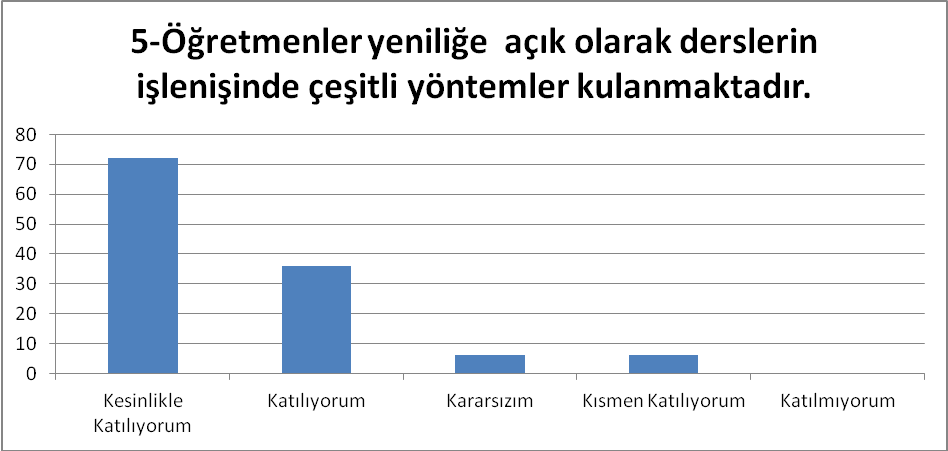 5-Öğretmenler yeniliğe açık olarak derslerin
işlenişinde çeşitli yöntemler kulanmaktadır.
80
70
60
50
40
30
20
10
0
Kesinlikle
Katılıyorum
Katılıyorum
Kararsızım
Kısmen Katılıyorum
Katılmıyorum